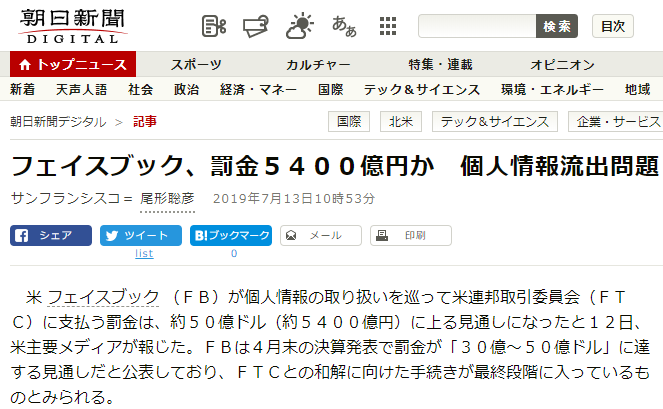 朝日新聞
DIGITAL
あぁ
検索
目次
トップニュース スポーツ カルチャー 特集・連載 オピニオン
新着 天声人語 社会 政治 経済・マネー 国際 テック＆サイエンス 環境・エネルギー 地域
朝日新聞デジタル > 記事
国際 北米 テック＆サイエンス 企業・サービス
フェイスブック、罰金５４００億円か　個人情報流出問題
サンフランシスコ＝尾形聡彦 2019年7月13日10時53分
シェア ツイート B!ブックマーク メール 印刷
list 0
　米フェイスブック（ＦＢ）が個人情報の取り扱いを巡って米連邦取引委員会（ＦＴ
Ｃ）に支払う罰金は、約５０億ドル（約５４００億円）に上る見通しになったと１２日、
米主要メディアが報じた。ＦＢは４月末の決算発表で罰金が「３０億～５０億ドル」に達
する見通しだと公表しており、ＦＴＣとの和解に向けた手続きが最終段階に入っているも
のとみられる。